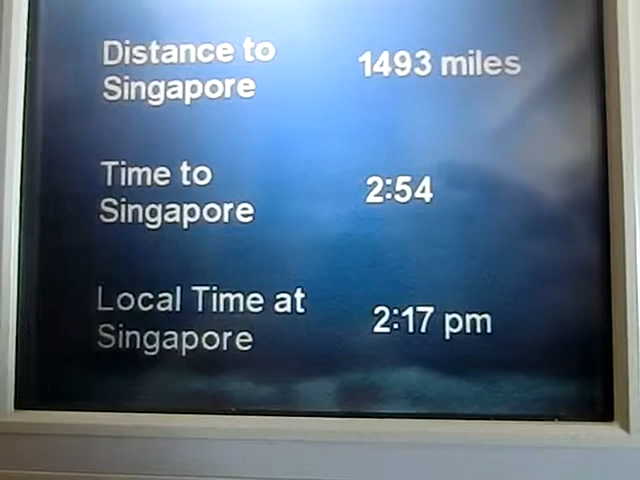 Distance to
Singapore
1493 miles
Time to
Singapore
2:54
Local Time at
Singapore
2:17 pm